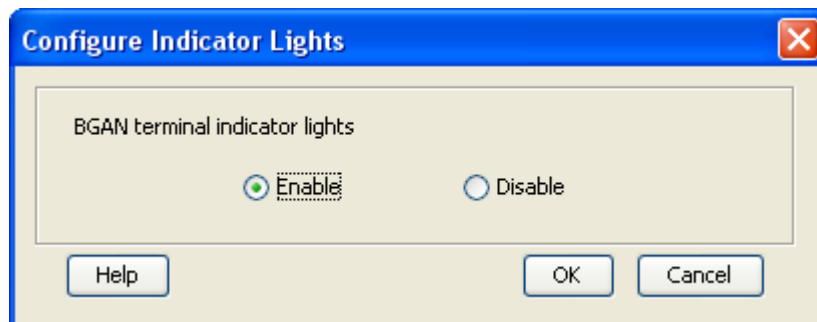 Configure Indicator Lights
BGAN terminal indicator lights
Enable Disable
Help OK Cancel